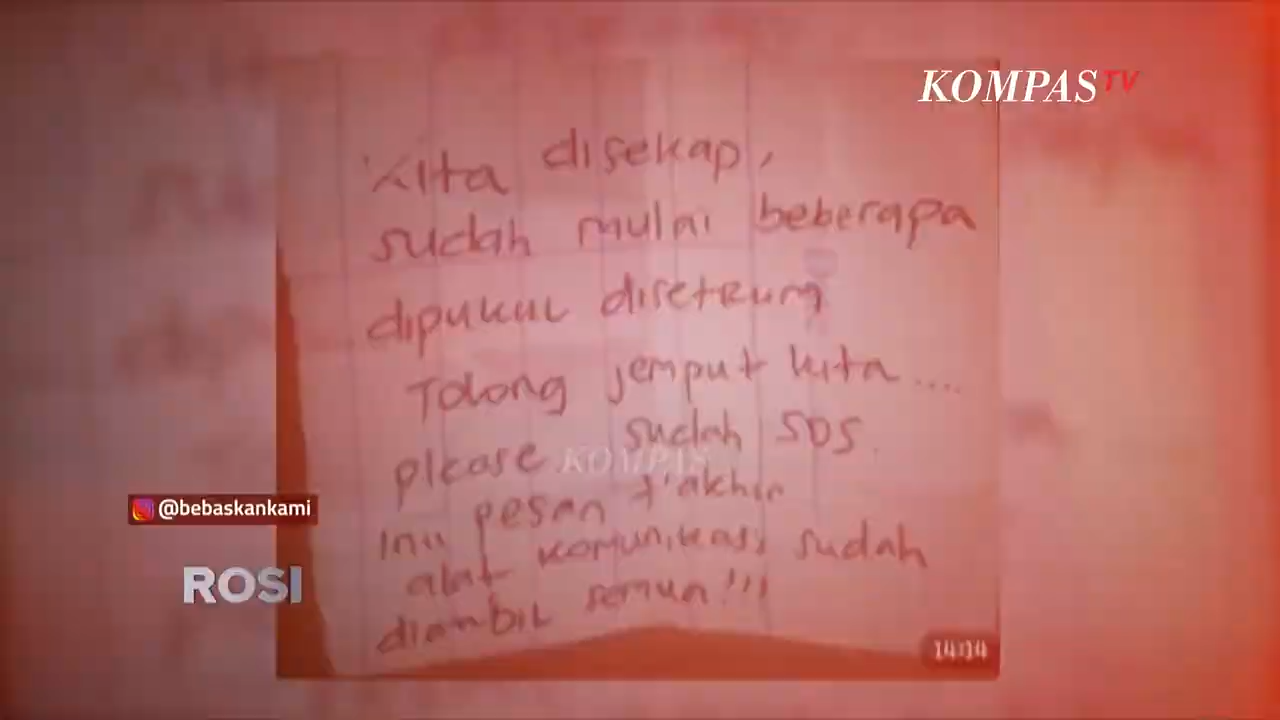 KOMPAS TV
Kita disekap,
sudah mulai beberapa
dipukul disetrum
Tolong jemput kita....
please sudah SOS.
KOMPAS
ini pesan t'akhir
alat komunikasi sudah
diambil semua!!!
14:14
@bebaskankami
ROSI